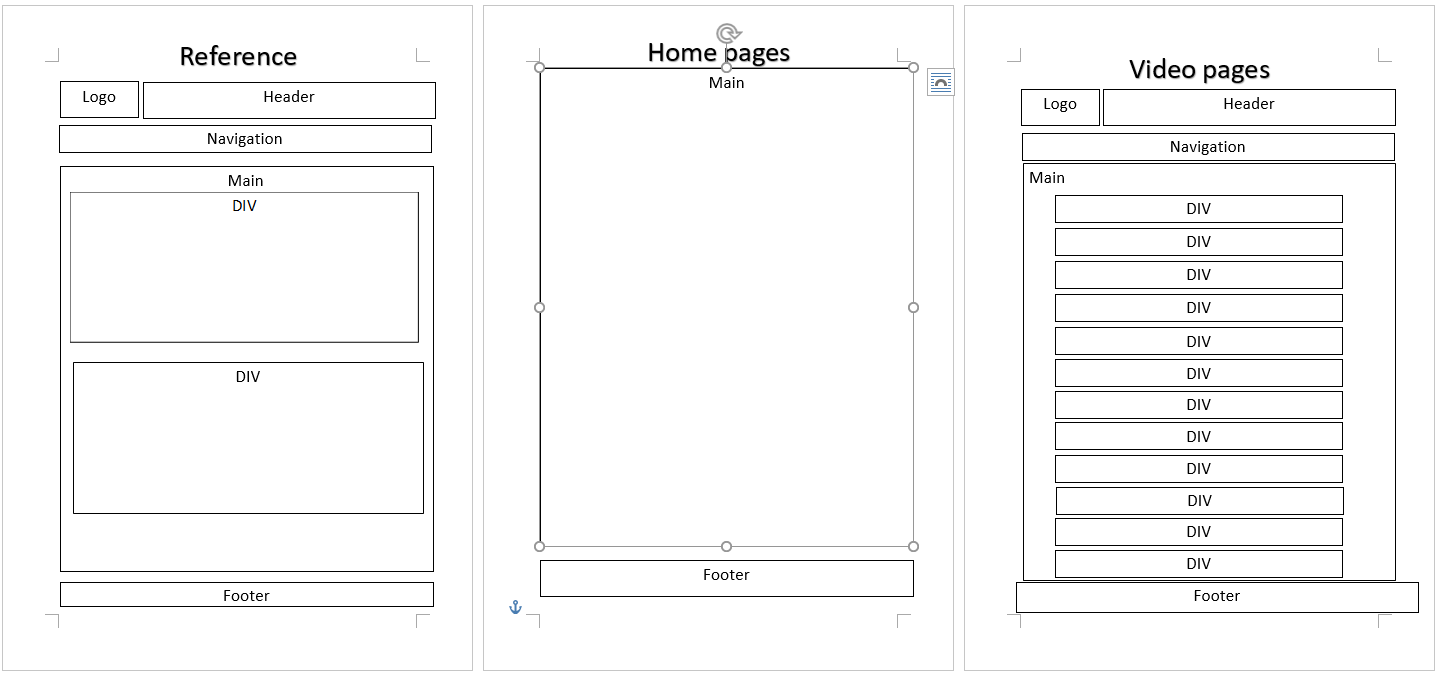 Reference
Logo
Header
Navigation
Main
DIV
DIV
Footer
Home pages
Main
Footer
Video pages
Logo
Header
Navigation
Main
DIV
DIV
DIV
DIV
DIV
DIV
DIV
DIV
DIV
DIV
DIV
DIV
Footer